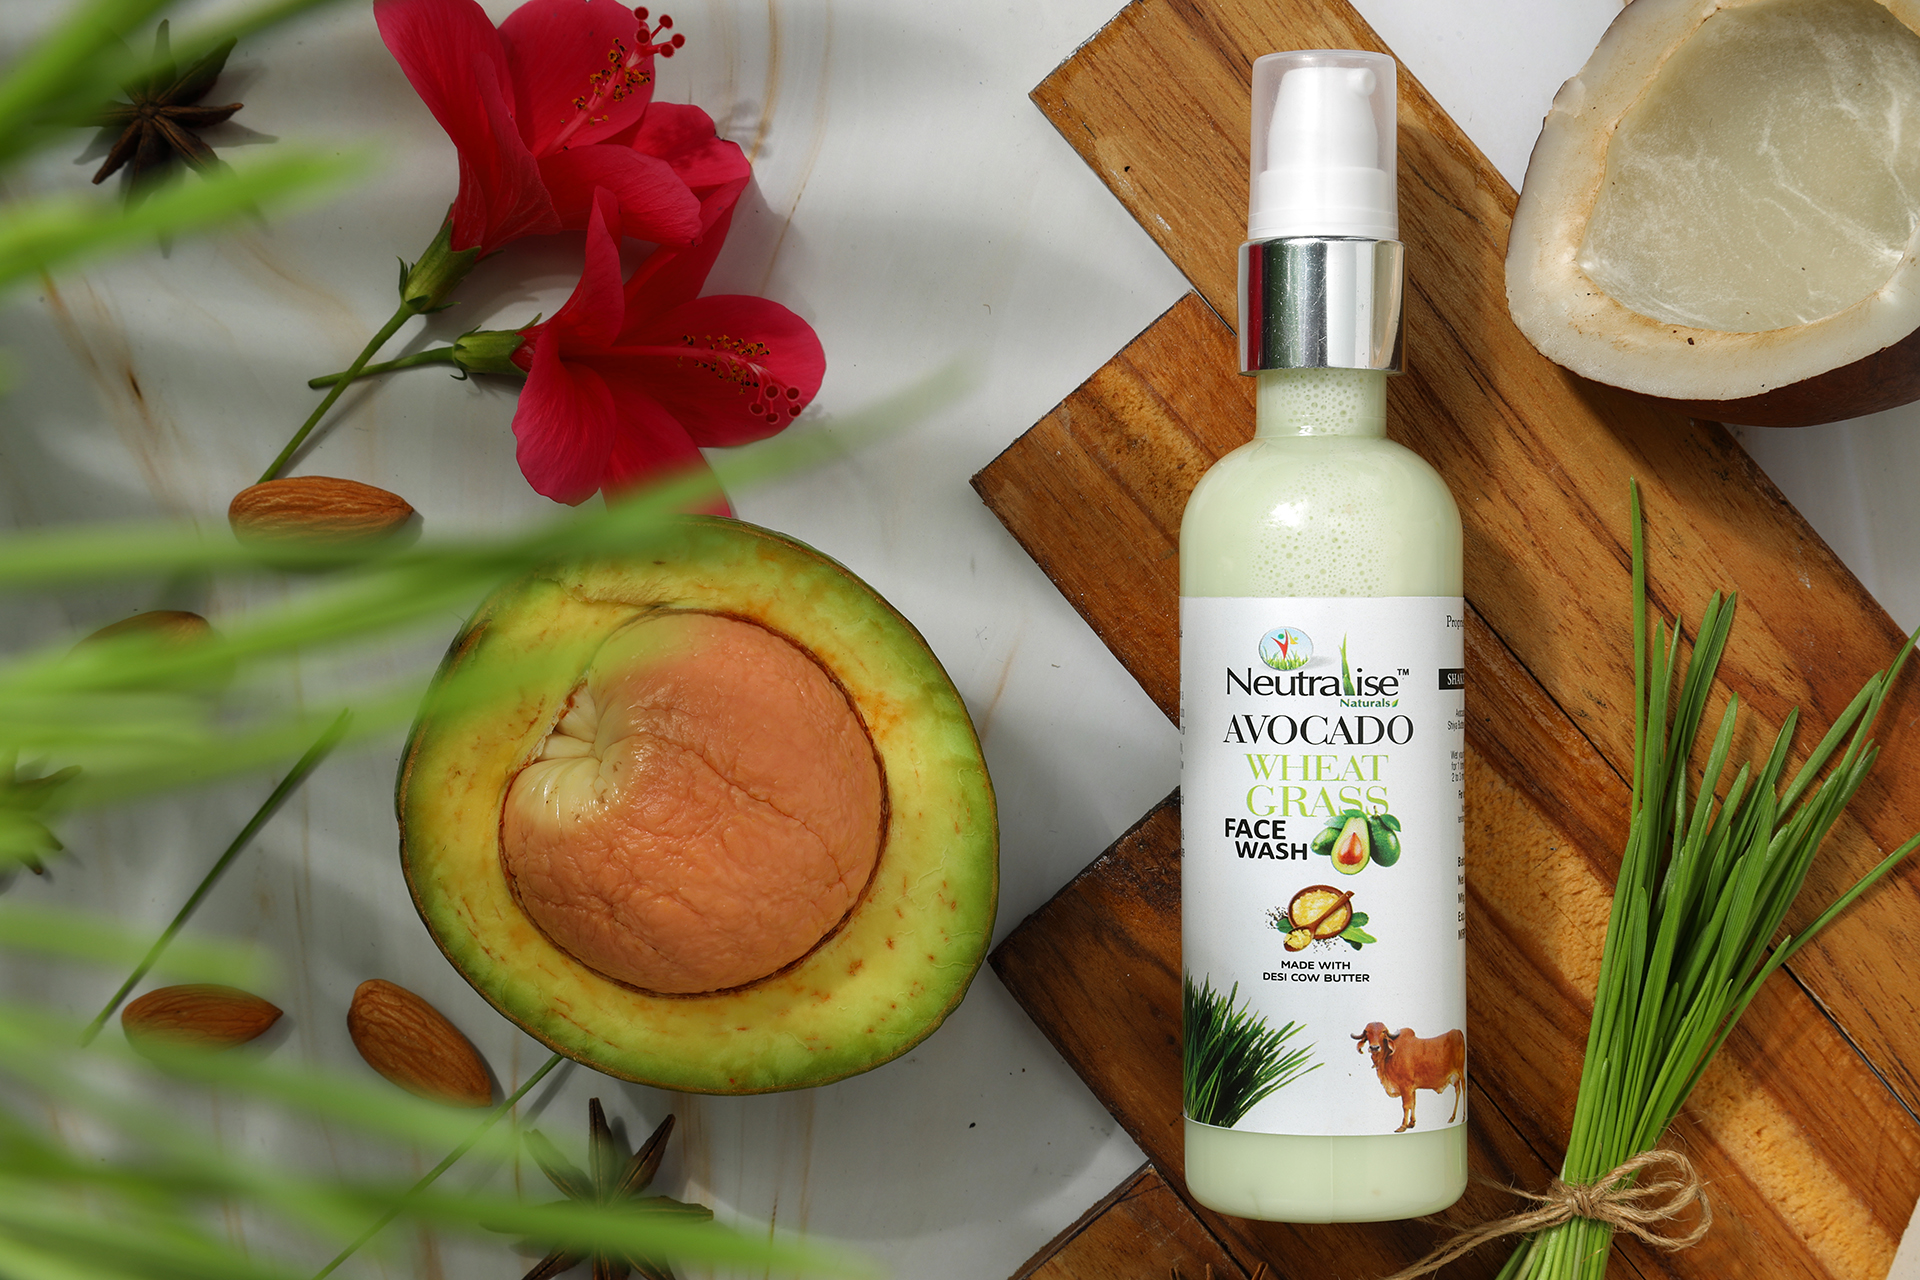 Neutralise™
Naturals
AVOCADO
WHEAT
GRASS
FACE
WASH
MADE WITH
DESI COW BUTTER